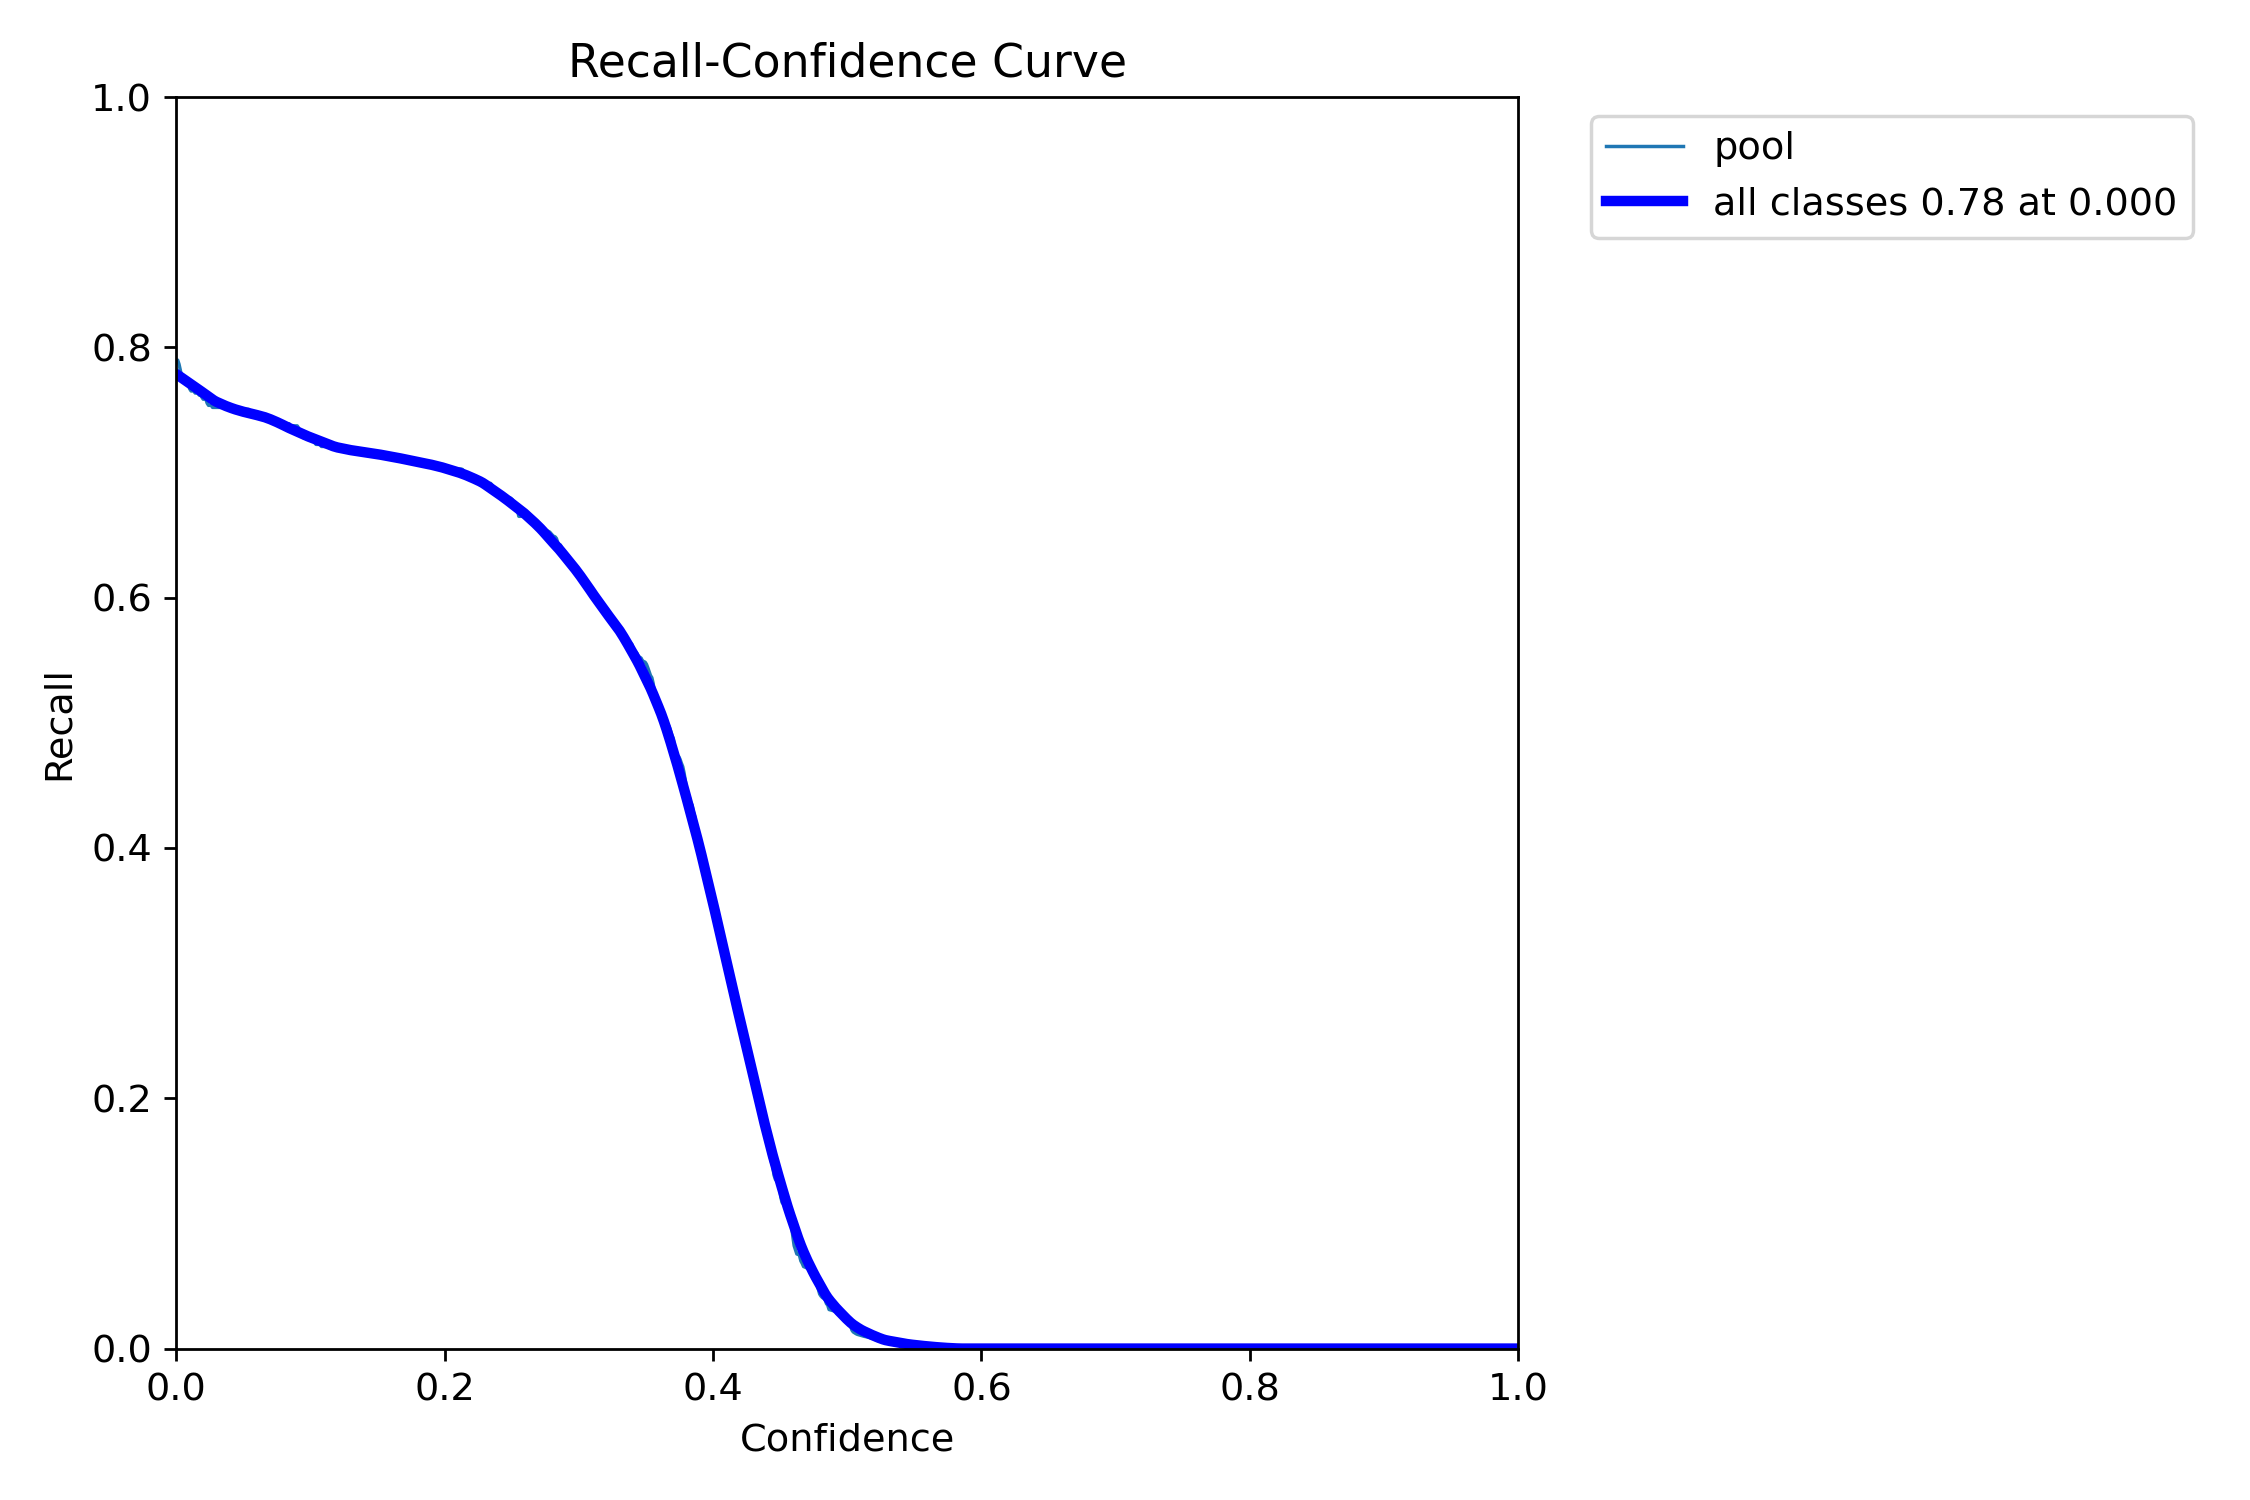 Recall-Confidence Curve
1.0
0.8
0.6
0.4
0.2
0.0
Recall
0.0 0.2 0.4 0.6 0.8 1.0
Confidence
pool
all classes 0.78 at 0.000